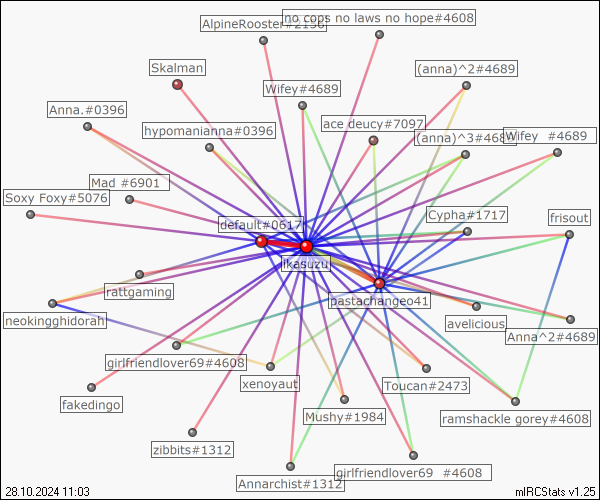 AlpineRooster#2156
no cops no laws no hope#4608
Skalman
(anna)^2#4689
Wifey#4689
Anna.#0396
hypomanianna#0396
ace deucy#7097
(anna)^3#4689
Wifey #4689
Mad #6901
Soxy Foxy#5076
default#0617
Cypha#1717
frisout
ikasuzu
rattgaming
pastachangeo41
neokingghidorah
avelicious
Anna^2#4689
girlfriendlover69#4608
xenoyaut
Toucan#2473
fakedingo
Mushy#1984
ramshackle gorey#4608
zibbits#1312
Annarchist#1312
girlfriendlover69 #4608
28.10.2024 11:03
mIRCStats v1.25